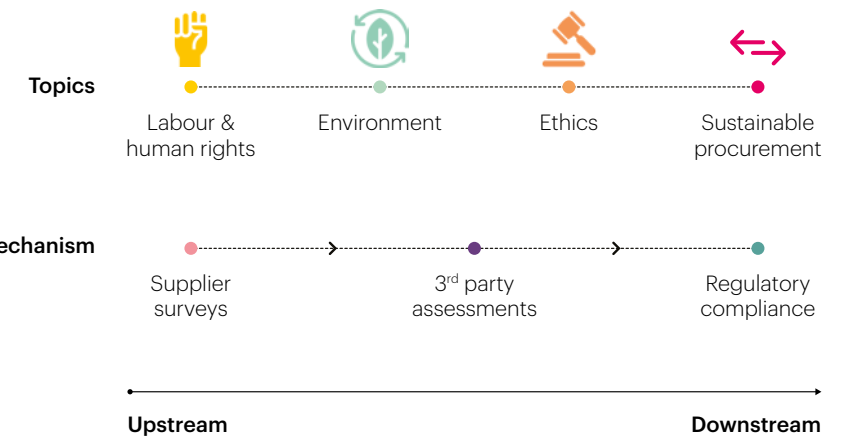 Topics
Labour &
human rights
Environment
Ethics
Sustainable
procurement
echanism
Supplier
surveys
3rd party
assessments
Regulatory
compliance
Upstream
Downstream